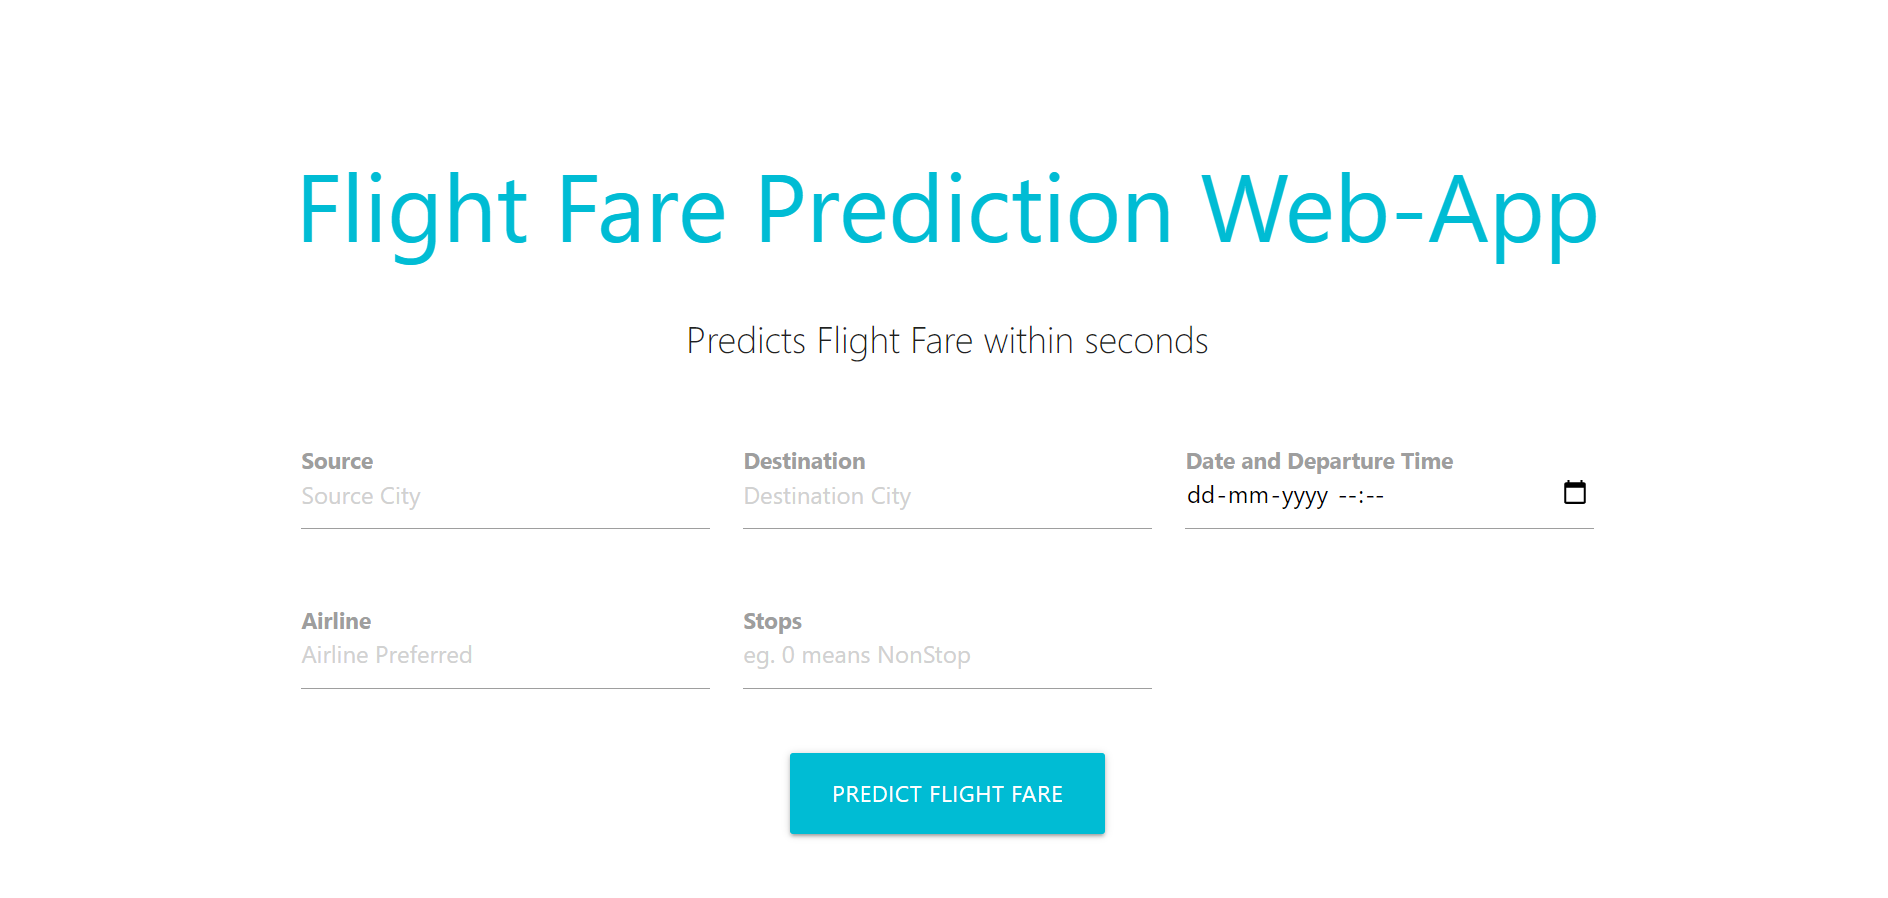 Flight Fare Prediction Web-App
Predicts Flight Fare within seconds
Source
Source City
Destination
Destination City
Date and Departure Time
dd-mm-yyyy --:--
Airline
Airline Preferred
Stops
eg. 0 means NonStop
PREDICT FLIGHT FARE